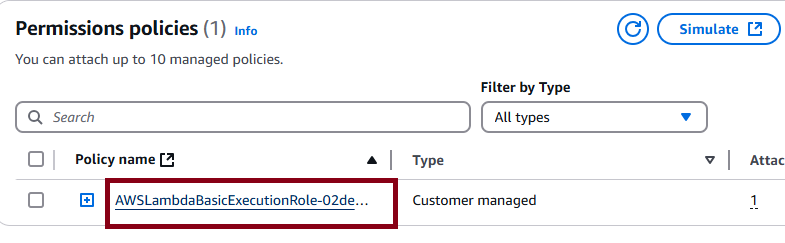 Permissions policies (1) Info
Simulate
You can attach up to 10 managed policies.
Filter by Type
Search
All types
Policy name
Type
Attac
AWSLambdaBasicExecutionRole-02de...
Customer managed
1